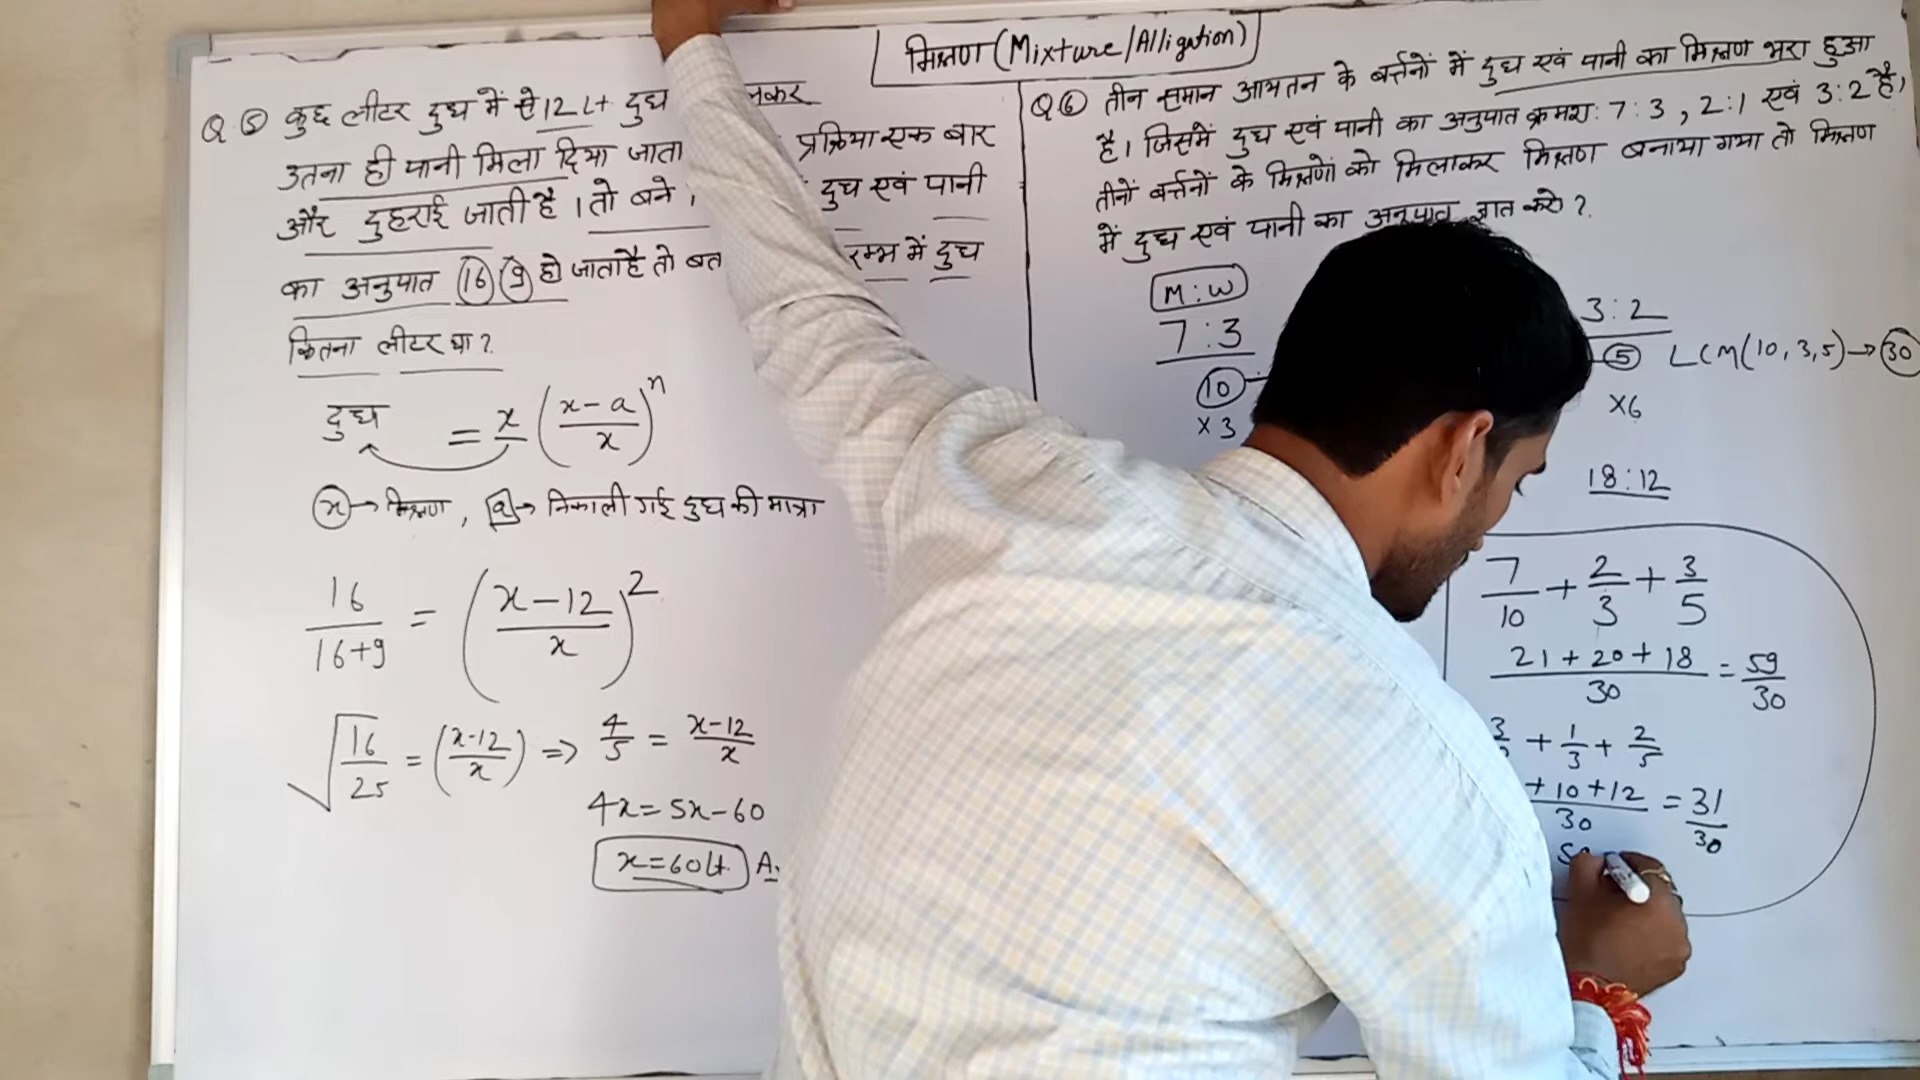 मिश्रण (Mixture/Alligation)
Q ⑤ कुछ लीटर दुध में से 12 Lt दुध
उतना ही पानी मिला दिया जाता प्रक्रिया एक बार
और दुहराई जाती है । तो बने दुध एवं पानी
का अनुपात 16 9 हो जाता है तो बत रम्भ में दुध
कितना लीटर था ?
दुध = x ( (x-a)/x )^n
x → मिश्रण , a → निकाली गई दुध की मात्रा
16/(16+9) = ( (x-12)/x )^2
√(16/25) = ( (x-12)/x ) => 4/5 = (x-12)/x
4x = 5x-60
x=60Lt A.
Q ⑥ तीन समान आयतन के बर्त्तनों में दुध एवं पानी का मिश्रण भरा हुआ
है। जिसमें दुध एवं पानी का अनुपात क्रमश: 7:3 , 2:1 एवं 3:2 है।
तीनों बर्त्तनों के मिश्रणों को मिलाकर मिश्रण बनाया गया तो मिश्रण
में दुध एवं पानी का अनुपात ज्ञात करो ?
M:W
7:3 3:2
10 5 LCM(10,3,5) → 30
×3 ×6
18:12
7/10 + 2/3 + 3/5
(21+20+18)/30 = 59/30
+ 1/3 + 2/5
+10+12 /30 = 31/30